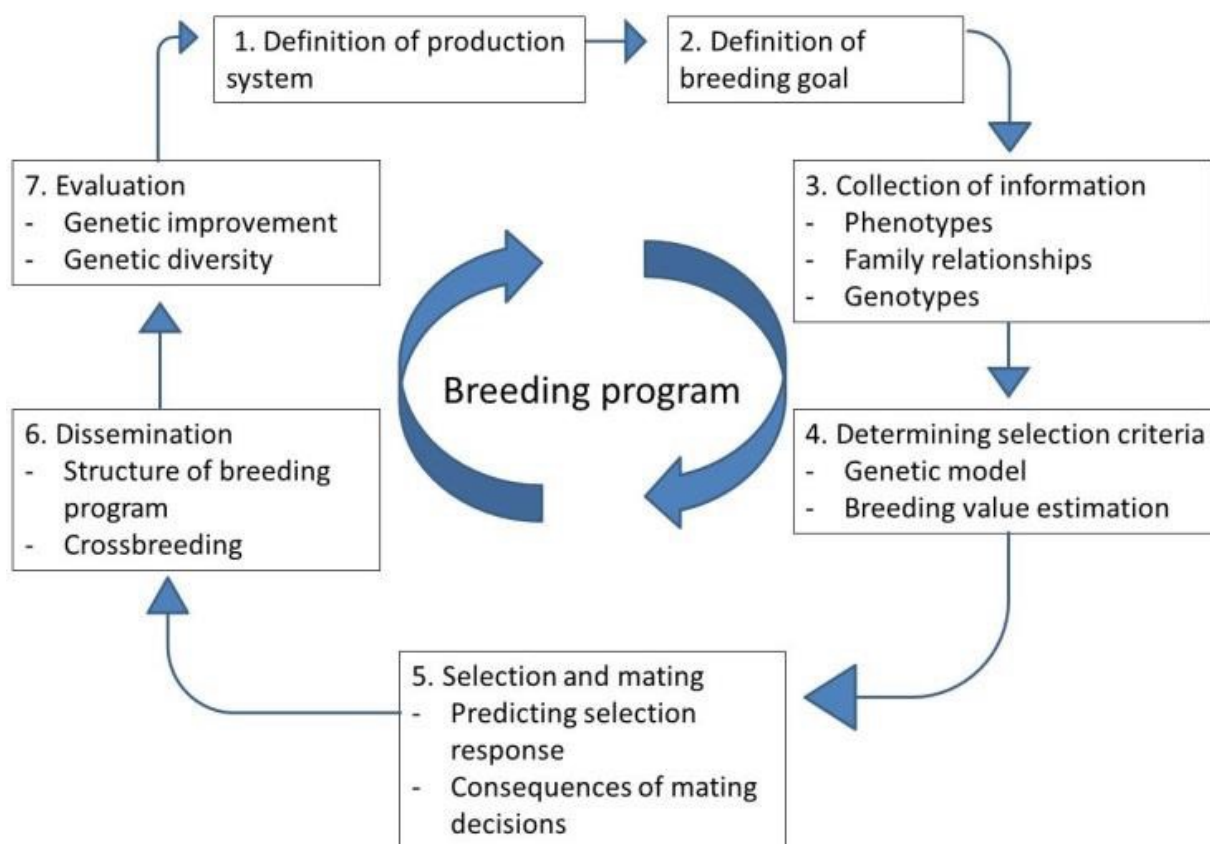 1. Definition of production
system
2. Definition of
breeding goal
3. Collection of information
- Phenotypes
- Family relationships
- Genotypes
4. Determining selection criteria
- Genetic model
- Breeding value estimation
5. Selection and mating
- Predicting selection
response
- Consequences of mating
decisions
6. Dissemination
- Structure of breeding
program
- Crossbreeding
7. Evaluation
- Genetic improvement
- Genetic diversity
Breeding program